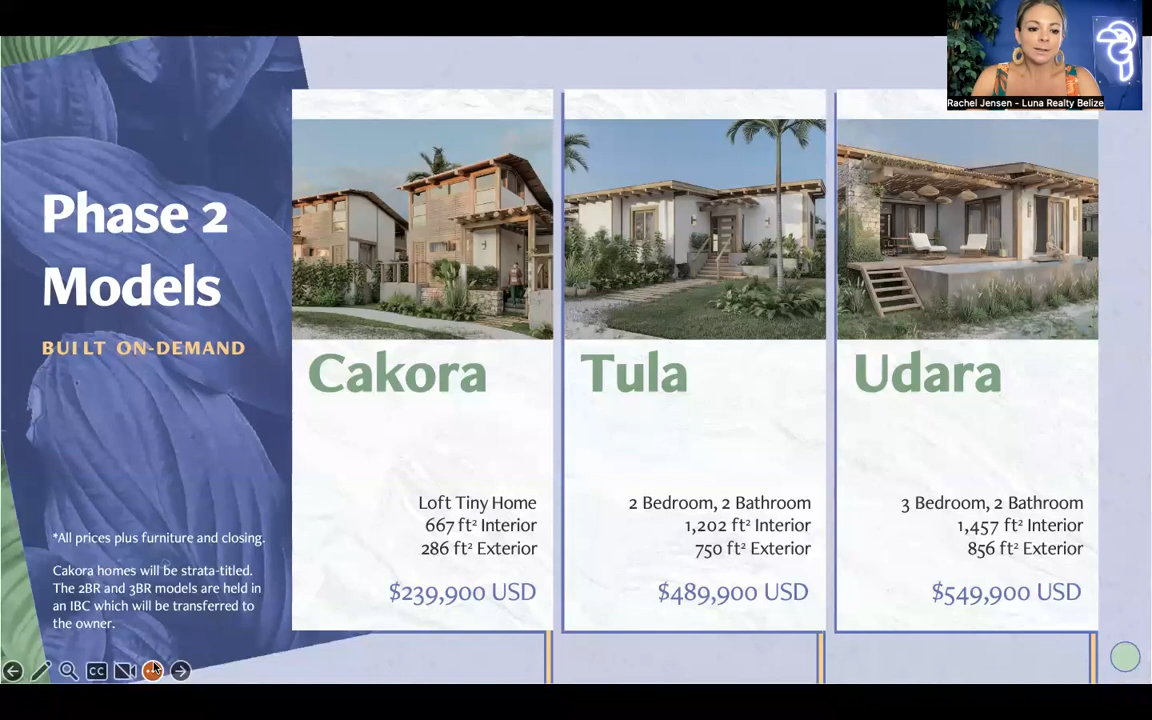 Rachel Jensen - Luna Realty Belize
Phase 2
Models
BUILT ON-DEMAND
*All prices plus furniture and closing.
Cakora homes will be strata-titled.
The 2BR and 3BR models are held in
an IBC which will be transferred to
the owner.
Cakora
Loft Tiny Home
667 ft² Interior
286 ft² Exterior
$239,900 USD
Tula
2 Bedroom, 2 Bathroom
1,202 ft² Interior
750 ft² Exterior
$489,900 USD
Udara
3 Bedroom, 2 Bathroom
1,457 ft² Interior
856 ft² Exterior
$549,900 USD
CC